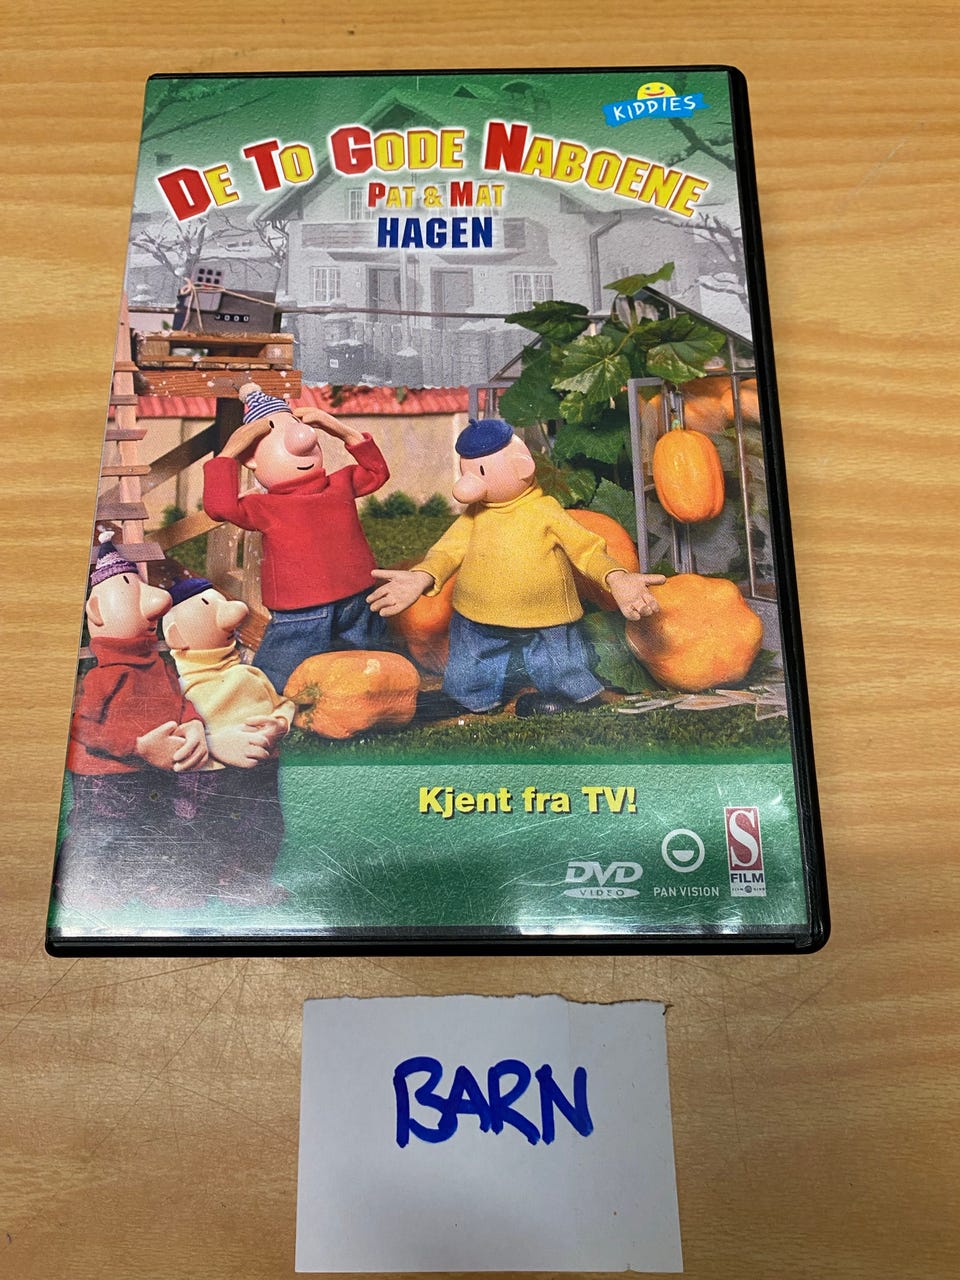 KIDDIES
DE TO GODE NABOENE
PAT & MAT
HAGEN
Kjent fra TV!
DVD
VIDEO
PAN VISION
S
FILM
BARN